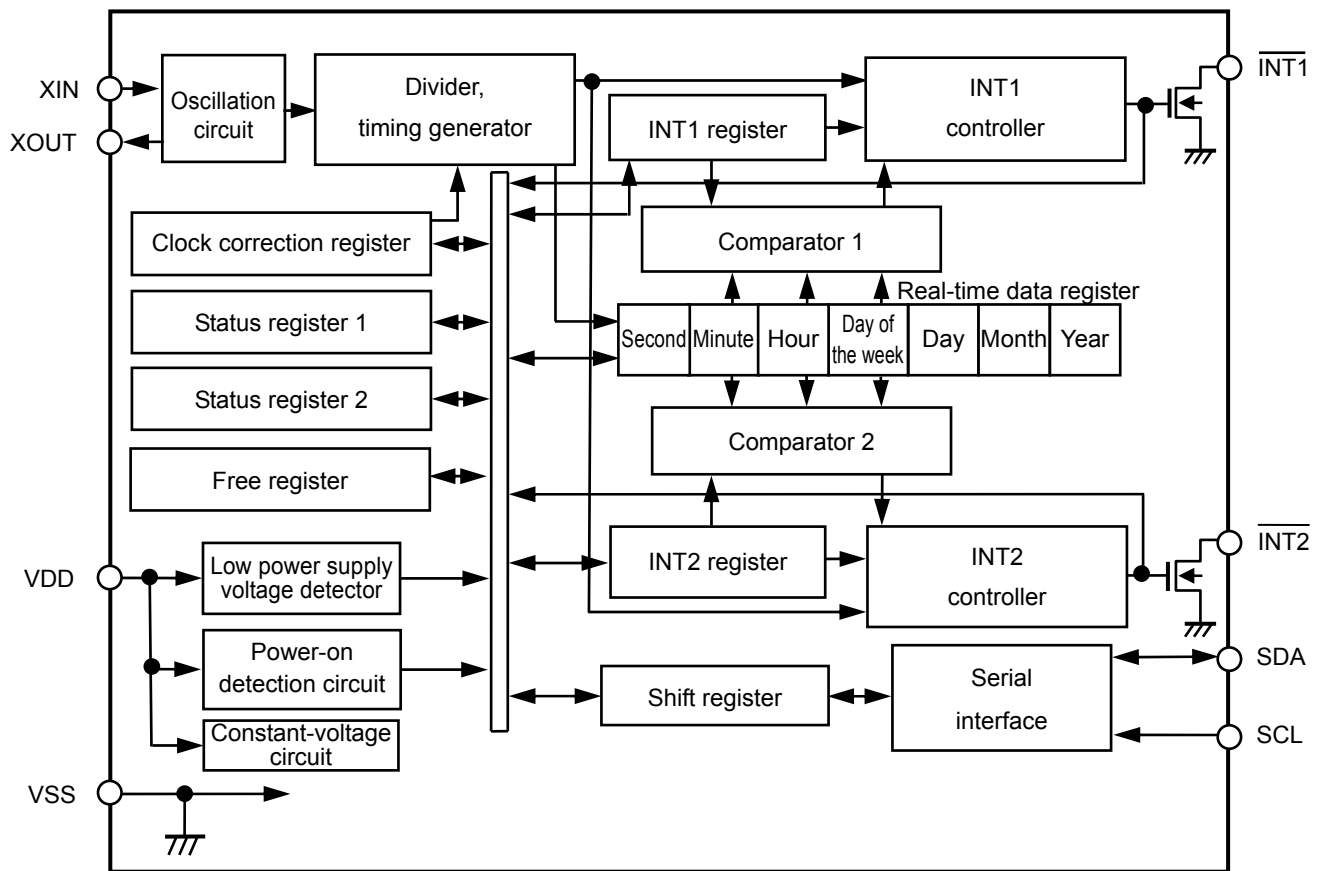 XIN
XOUT
Oscillation
circuit
Divider,
timing generator
INT1 register
INT1
controller
INT1
Clock correction register
Comparator 1
Status register 1
Real-time data register
Second
Minute
Hour
Day of
the week
Day
Month
Year
Status register 2
Comparator 2
Free register
VDD
Low power supply
voltage detector
INT2 register
INT2
controller
INT2
Power-on
detection circuit
Shift register
Serial
interface
SDA
SCL
Constant-voltage
circuit
VSS